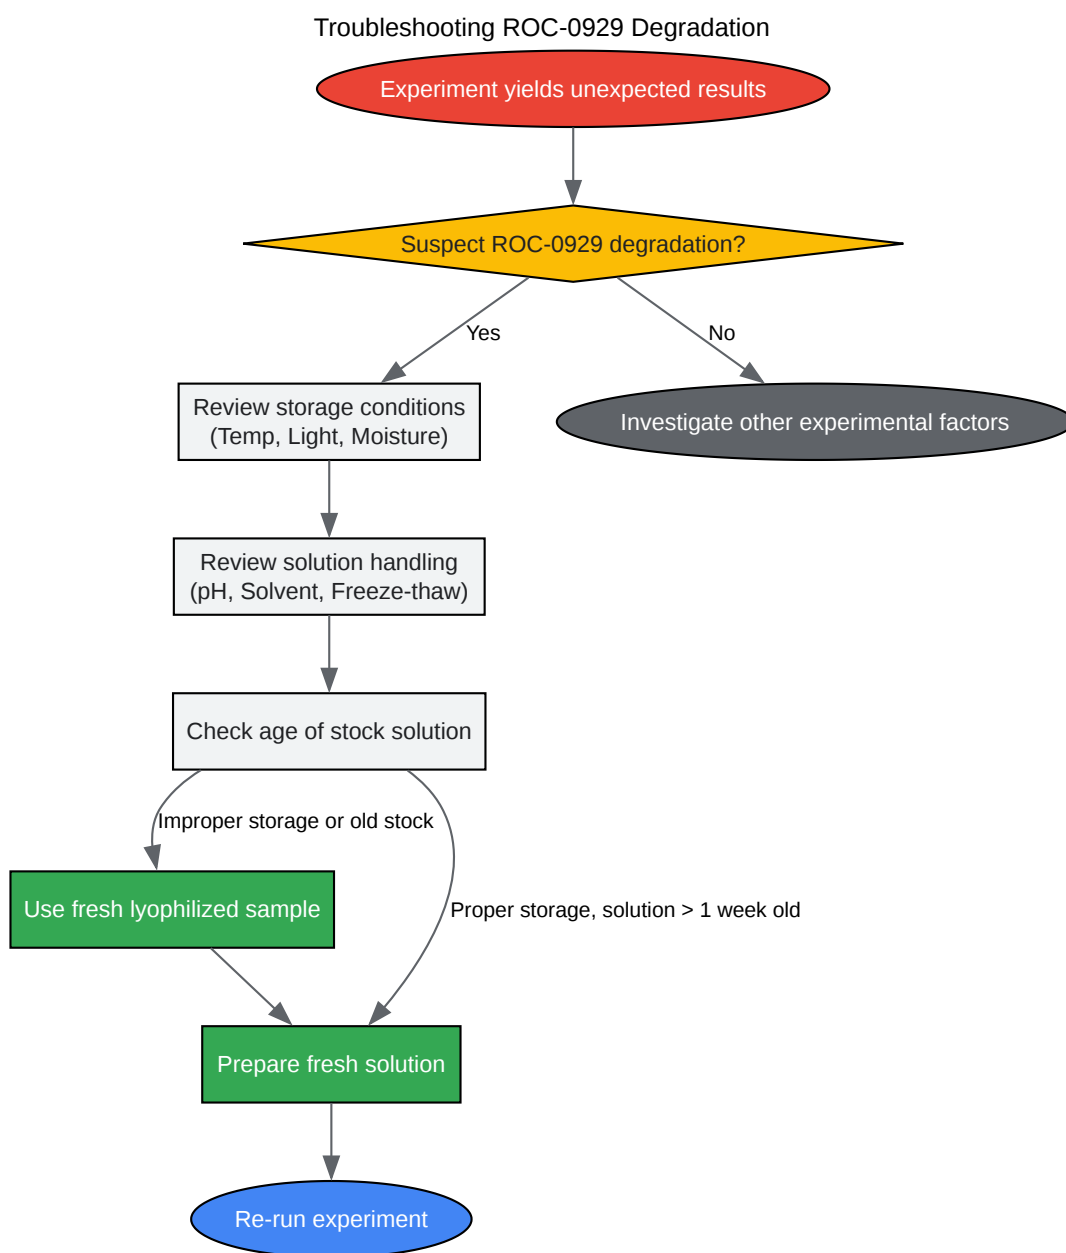 Troubleshooting ROC-0929 Degradation
Experiment yields unexpected results
Suspect ROC-0929 degradation?
Yes
No
Review storage conditions
(Temp, Light, Moisture)
Investigate other experimental factors
Review solution handling
(pH, Solvent, Freeze-thaw)
Check age of stock solution
Improper storage or old stock
Use fresh lyophilized sample
Proper storage, solution > 1 week old
Prepare fresh solution
Re-run experiment